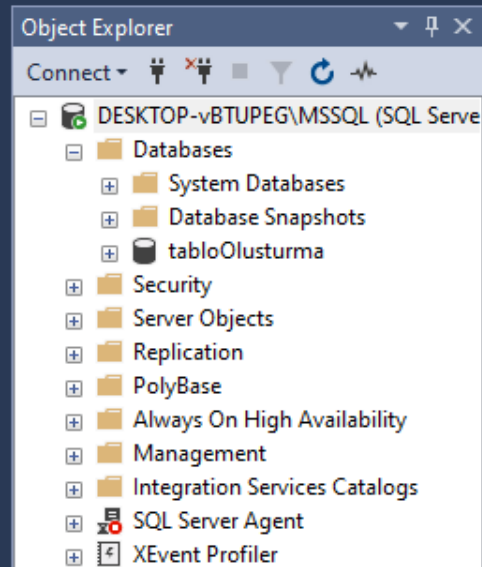 Object Explorer
Connect
DESKTOP-vBTUPEG\MSSQL (SQL Serve
Databases
System Databases
Database Snapshots
tabloOlusturma
Security
Server Objects
Replication
PolyBase
Always On High Availability
Management
Integration Services Catalogs
SQL Server Agent
XEvent Profiler